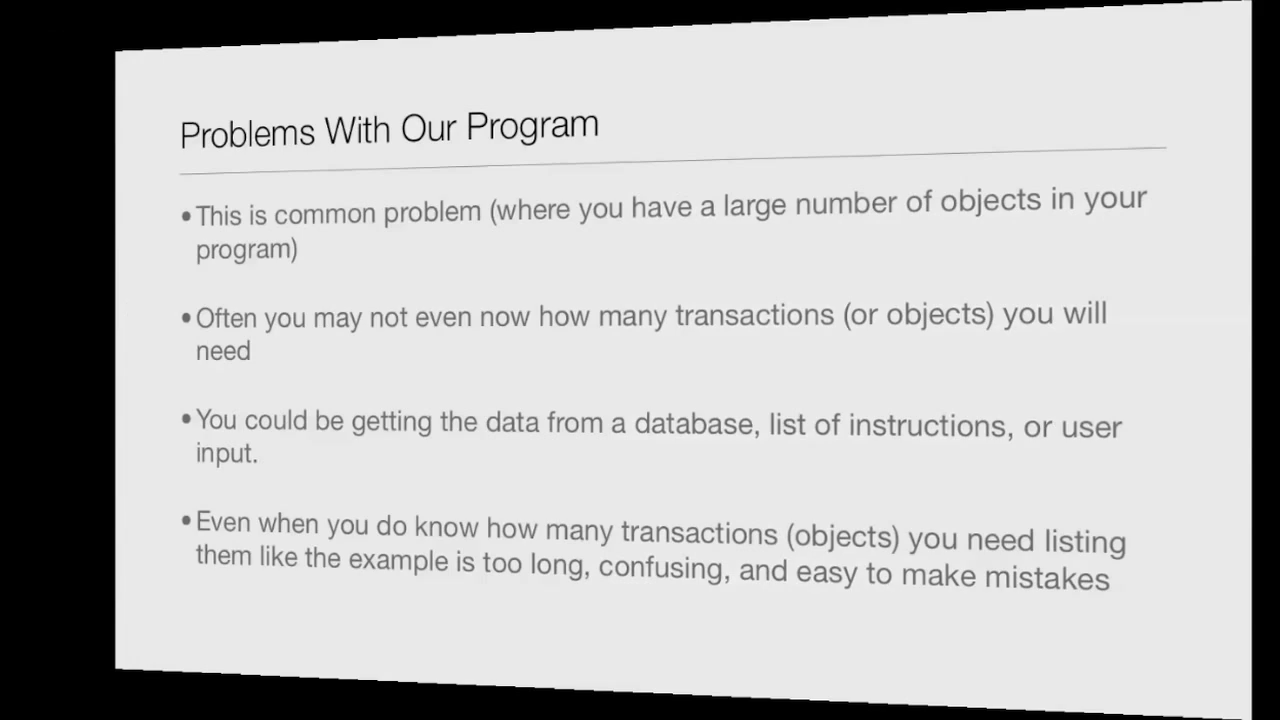 Problems With Our Program
•This is common problem (where you have a large number of objects in your
program)
•Often you may not even now how many transactions (or objects) you will
need
•You could be getting the data from a database, list of instructions, or user
input.
•Even when you do know how many transactions (objects) you need listing
them like the example is too long, confusing, and easy to make mistakes